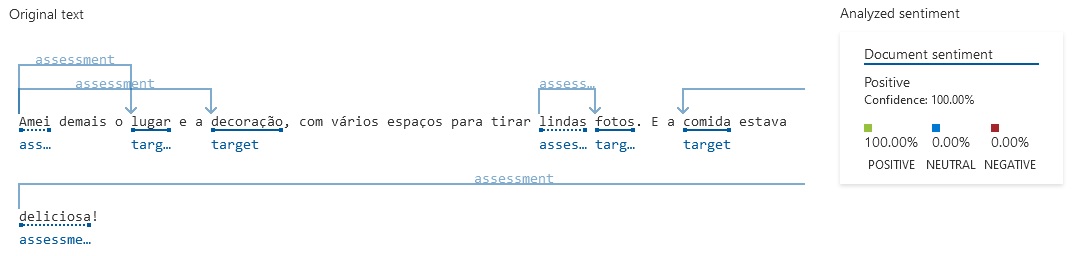 Original text
Analyzed sentiment
assessment
assessment
assess…
Amei demais o lugar e a decoração, com vários espaços para tirar lindas fotos. E a comida estava
ass… targ… target asses… targ… target
assessment
deliciosa!
assessme…
Document sentiment
Positive
Confidence: 100.00%
100.00% 0.00% 0.00%
POSITIVE NEUTRAL NEGATIVE